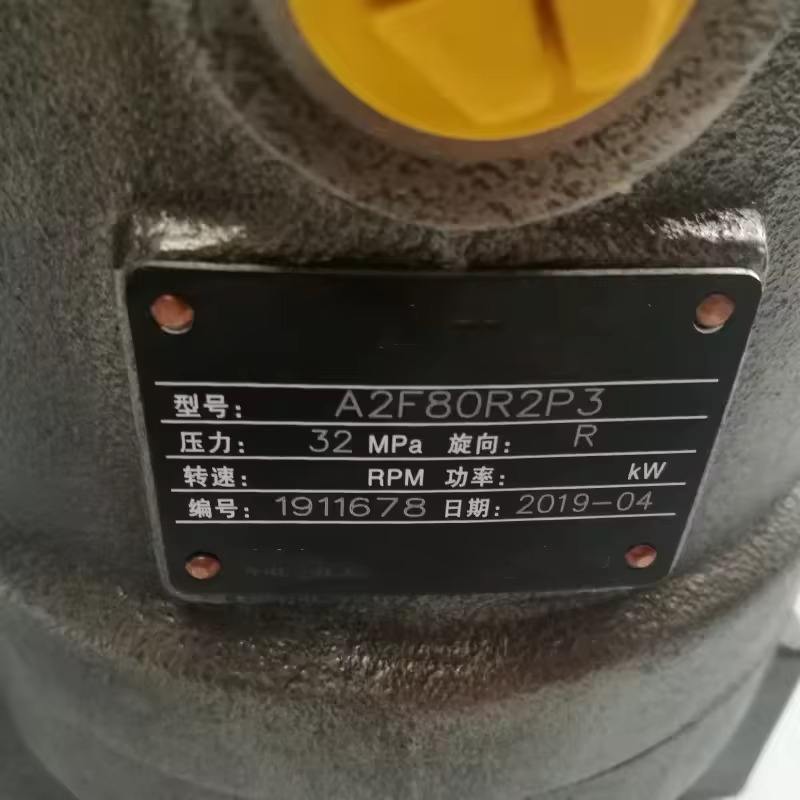 型号: A2F80R2P3
压力: 32 MPa 旋向: R
转速: RPM 功率: kW
编号: 1911678 日期: 2019-04